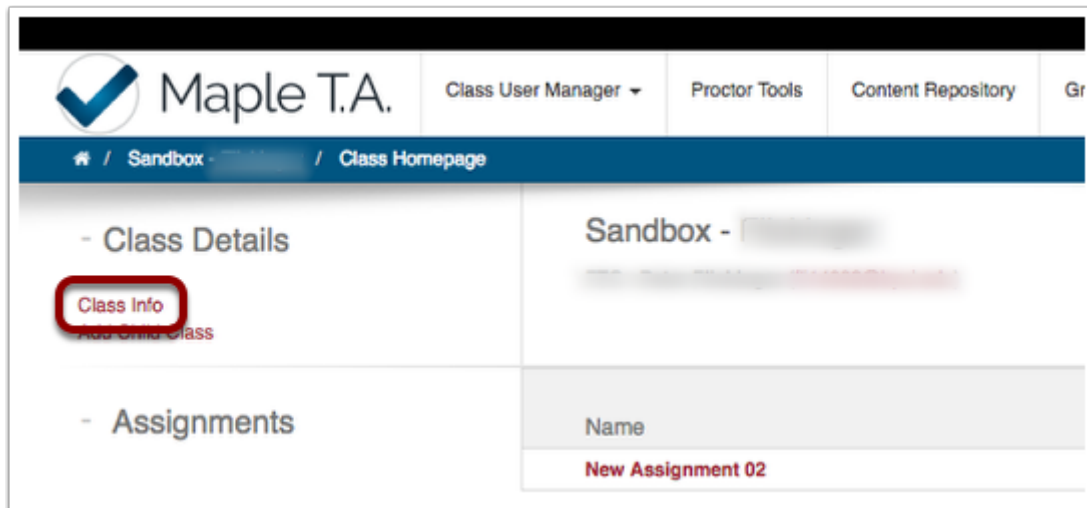 Maple T.A.
Class User Manager
Proctor Tools
Content Repository
Gr
/ Sandbox - / Class Homepage
- Class Details
Class Info
Add Child Class
Sandbox -
- Assignments
Name
New Assignment 02